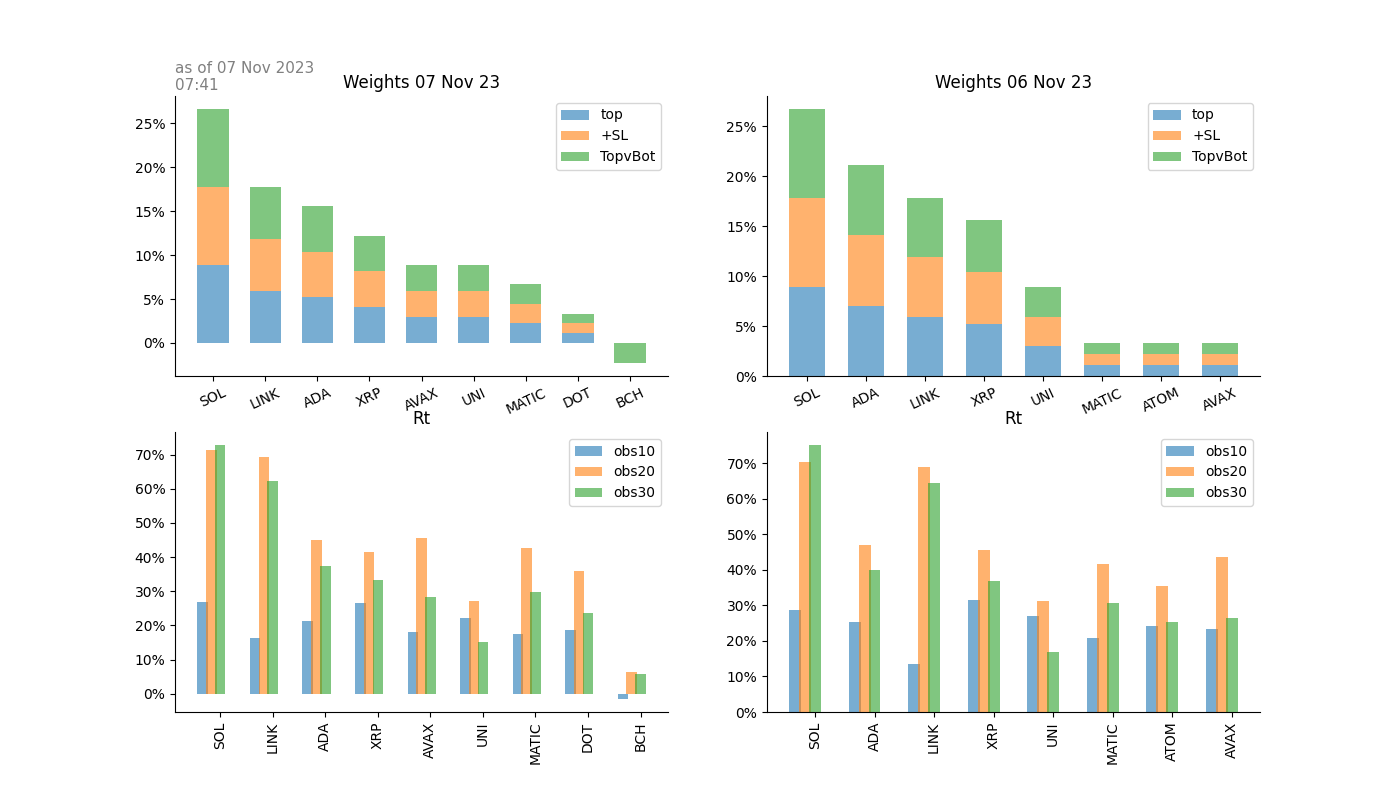 as of 07 Nov 2023
07:41
Weights 07 Nov 23
25%
20%
15%
10%
5%
0%
top
+SL
TopvBot
SOL
LINK
ADA
XRP
AVAX
UNI
MATIC
DOT
BCH
Weights 06 Nov 23
25%
20%
15%
10%
5%
0%
top
+SL
TopvBot
SOL
ADA
LINK
XRP
UNI
MATIC
ATOM
AVAX
Rt
70%
60%
50%
40%
30%
20%
10%
0%
obs10
obs20
obs30
SOL
LINK
ADA
XRP
AVAX
UNI
MATIC
DOT
BCH
Rt
70%
60%
50%
40%
30%
20%
10%
0%
obs10
obs20
obs30
SOL
ADA
LINK
XRP
UNI
MATIC
ATOM
AVAX